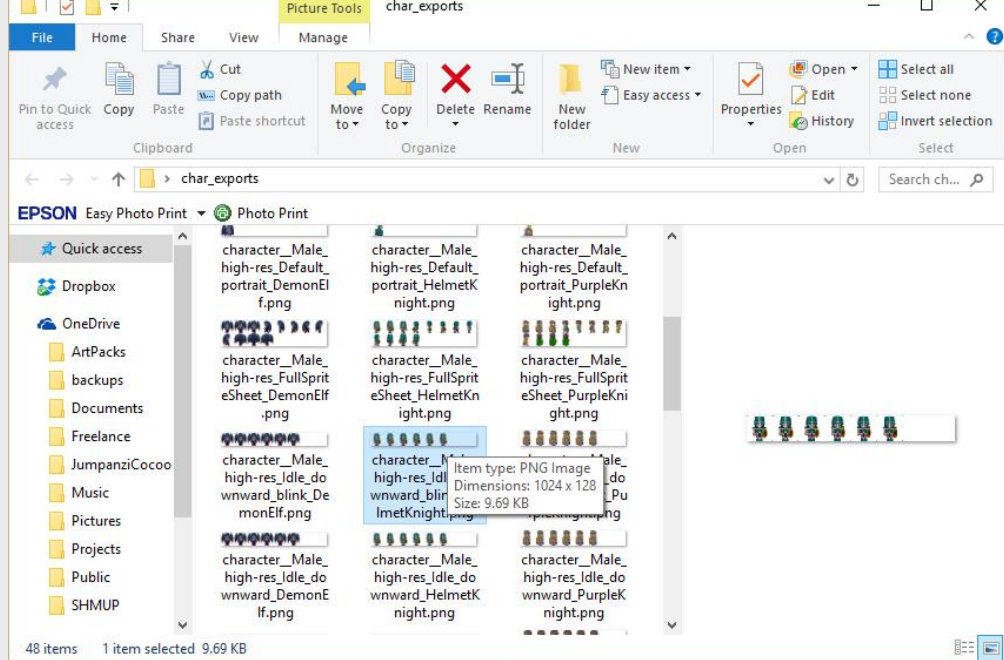 Picture Tools char_exports
File Home Share View Manage
Pin to Quick access
Copy
Paste
Cut
Copy path
Paste shortcut
Clipboard
Move to
Copy to
Delete
Rename
Organize
New folder
New item
Easy access
New
Properties
Open
Edit
History
Open
Select all
Select none
Invert selection
Select
char_exports
Search ch...
EPSON Easy Photo Print Photo Print
Quick access
Dropbox
OneDrive
ArtPacks
backups
Documents
Freelance
JumpanziCocoo
Music
Pictures
Projects
Public
SHMUP
character__Male_
high-res_Default_
portrait_DemonEl
f.png
character__Male_
high-res_Default_
portrait_HelmetK
night.png
character__Male_
high-res_Default_
portrait_PurpleKn
ight.png
character__Male_
high-res_FullSprit
eSheet_DemonElf
.png
character__Male_
high-res_FullSprit
eSheet_HelmetKn
ight.png
character__Male_
high-res_FullSprit
eSheet_PurpleKni
ght.png
character__Male_
high-res_Idle_do
wnward_blink_De
monElf.png
character__M
high-res_Idl
wnward_blin
lmetKnight.png
Item type: PNG Image
Dimensions: 1024 x 128
Size: 9.69 KB
ale_
_do
_Pu
character__Male_
high-res_Idle_do
wnward_DemonE
lf.png
character__Male_
high-res_Idle_do
wnward_HelmetK
night.png
character__Male_
high-res_Idle_do
wnward_PurpleK
night.png
48 items 1 item selected 9.69 KB